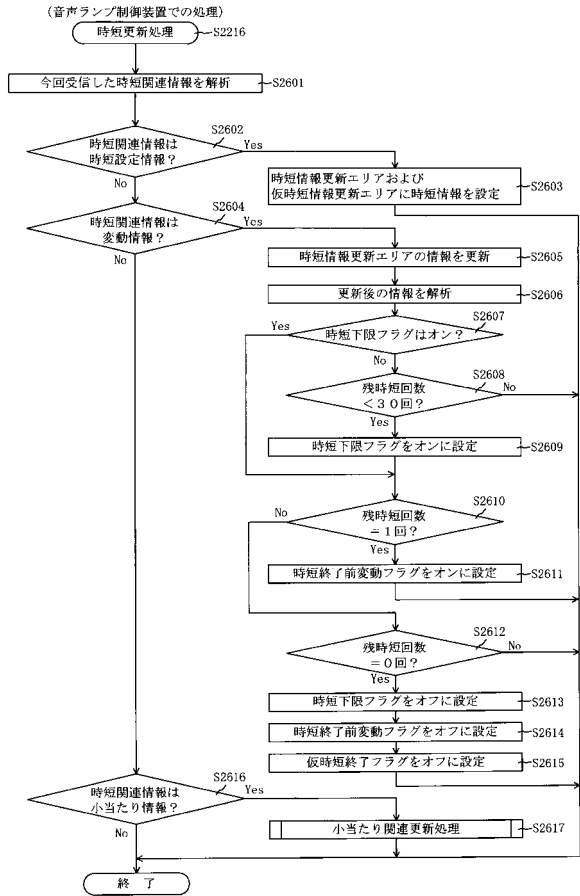 (音声ランプ制御装置での処理)
時短更新処理
S2216
今回受信した時短関連情報を解析
S2601
時短関連情報は
時短設定情報?
S2602
Yes
No
時短情報更新エリアおよび
仮時短情報更新エリアに時短情報を設定
S2603
時短関連情報は
変動情報?
S2604
Yes
No
時短情報更新エリアの情報を更新
S2605
更新後の情報を解析
S2606
時短下限フラグはオン?
S2607
Yes
No
残時短回数
<30回?
S2608
No
Yes
時短下限フラグをオンに設定
S2609
残時短回数
=1回?
S2610
No
Yes
時短終了前変動フラグをオンに設定
S2611
残時短回数
=0回?
S2612
No
Yes
時短下限フラグをオフに設定
S2613
時短終了前変動フラグをオフに設定
S2614
仮時短終了フラグをオフに設定
S2615
時短関連情報は
小当たり情報?
S2616
Yes
No
小当たり関連更新処理
S2617
終 了